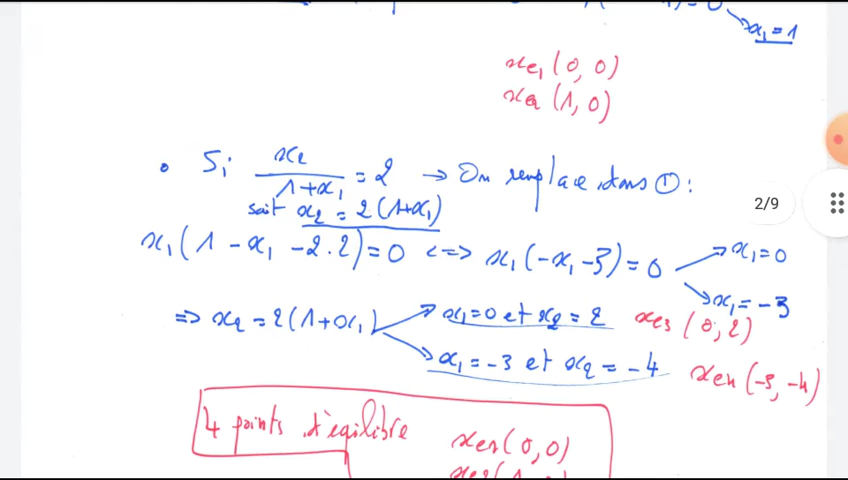 x₁ = 1
xe₁ (0, 0)
xe₂ (1, 0)
• Si x₂/(1+x₁) = 2 → On remplace dans ①:
soit x₂ = 2(1+x₁)
x₁(1 - x₁ - 2.2) = 0 <=> x₁(-x₁-3) = 0 → x₁ = 0
→ x₁ = -3
=> x₂ = 2(1+x₁) → x₁ = 0 et x₂ = 2 xe₃ (0, 2)
→ x₁ = -3 et x₂ = -4 xe₄ (-3, -4)
4 points d'équilibre xe₁(0, 0)
2/9